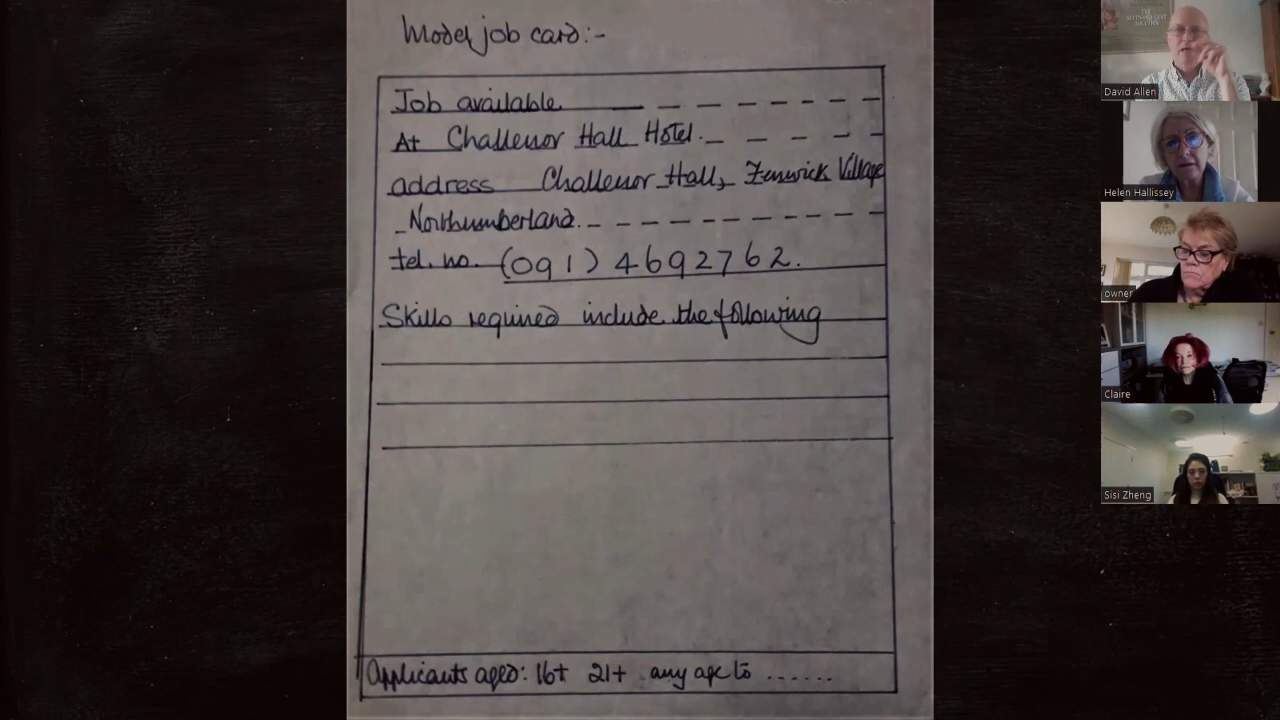 Model job card:-
Job available
At Challenor Hall Hotel.
address Challenor Hall, Fenwick Village
Northumberland.
tel. no. (091) 4692762.
Skills required include the following
Applicants aged: 16+ 21+ any age to ......
David Allen
Helen Hallissey
owner
Claire
Sisi Zheng